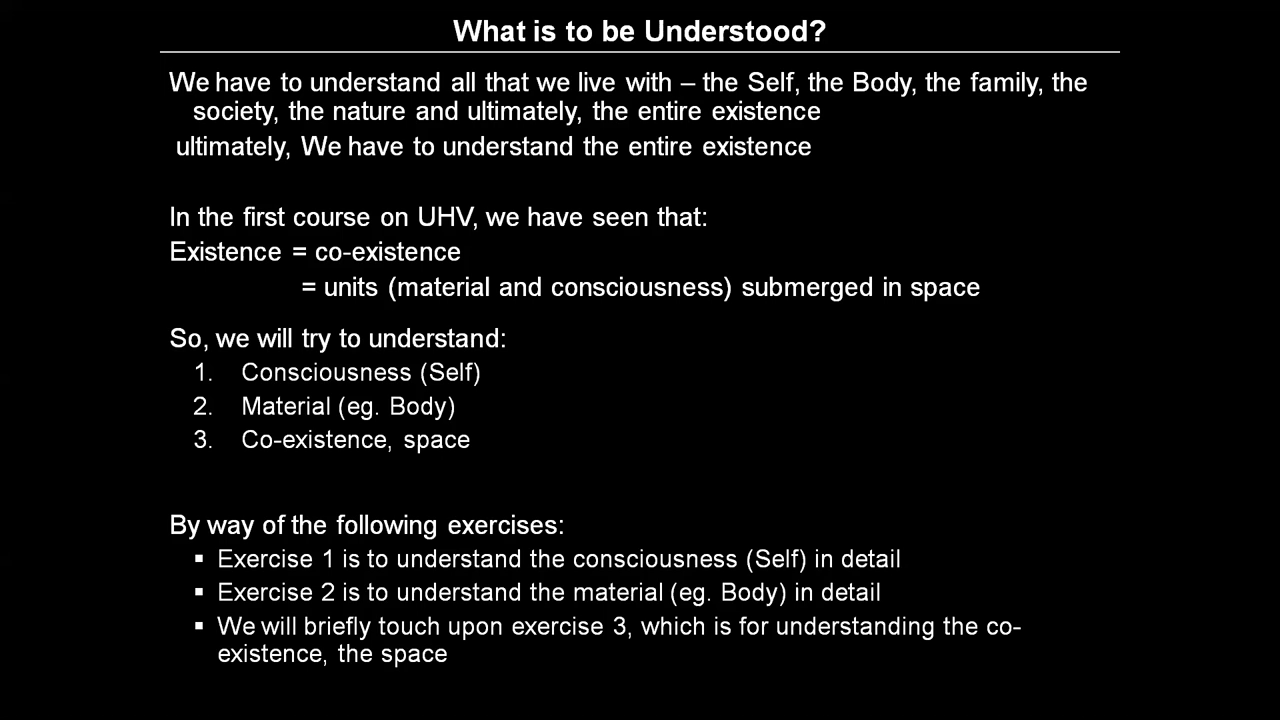 What is to be Understood?
We have to understand all that we live with – the Self, the Body, the family, the
society, the nature and ultimately, the entire existence
ultimately, We have to understand the entire existence
In the first course on UHV, we have seen that:
Existence = co-existence
= units (material and consciousness) submerged in space
So, we will try to understand:
1. Consciousness (Self)
2. Material (eg. Body)
3. Co-existence, space
By way of the following exercises:
▪ Exercise 1 is to understand the consciousness (Self) in detail
▪ Exercise 2 is to understand the material (eg. Body) in detail
▪ We will briefly touch upon exercise 3, which is for understanding the co-
existence, the space